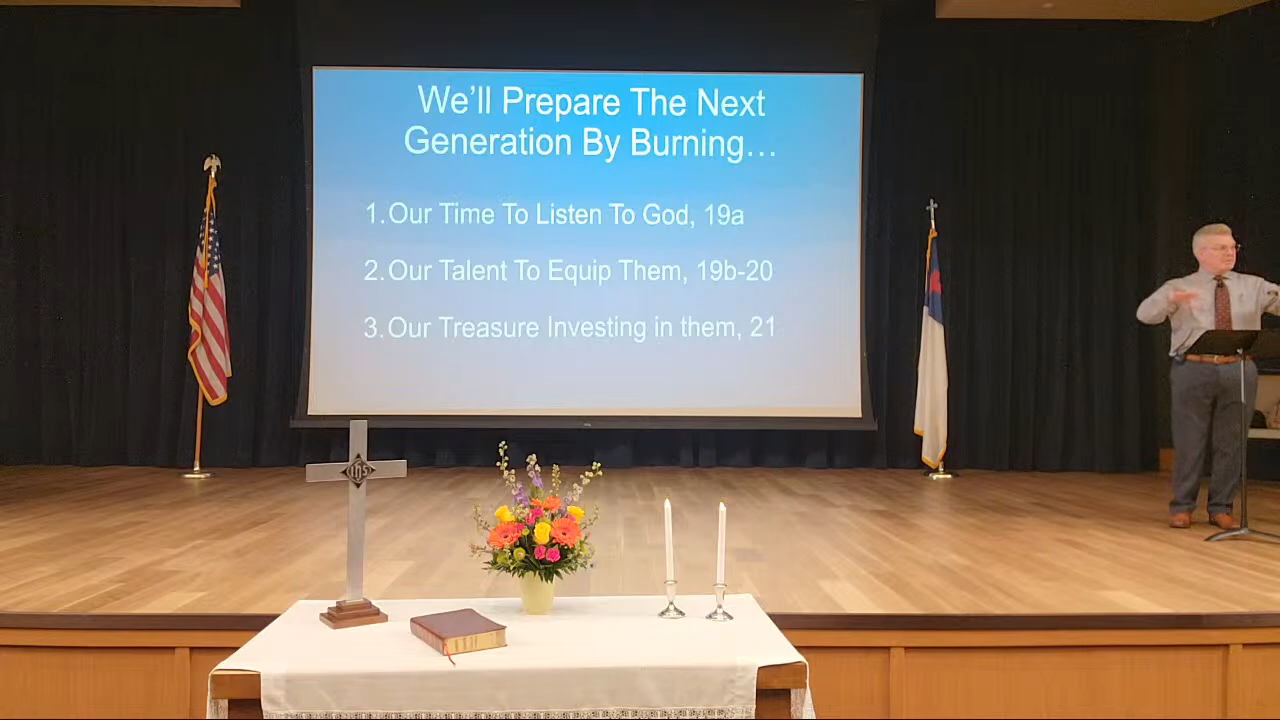 We'll Prepare The Next
Generation By Burning...
1. Our Time To Listen To God, 19a
2. Our Talent To Equip Them, 19b-20
3. Our Treasure Investing in them, 21
IHS